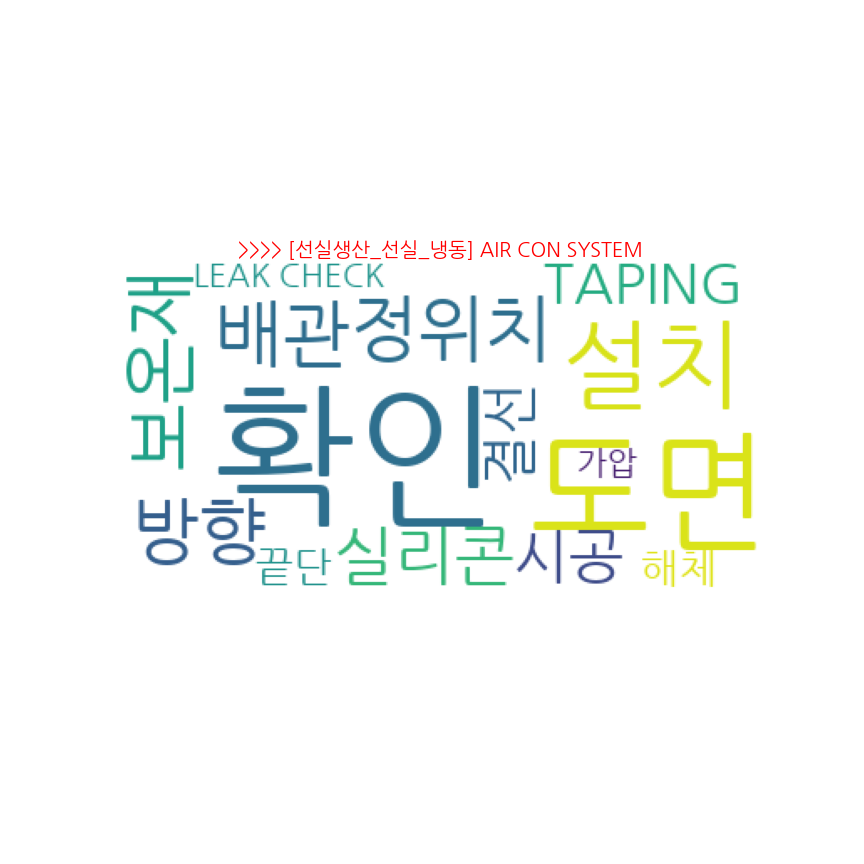 >>>> [선실생산_선실_냉동] AIR CON SYSTEM
LEAK CHECK
TAPING
보온재
배관정위치
설치
확인
결선
도면
가압
방향
끝단
실리콘
시공
해체